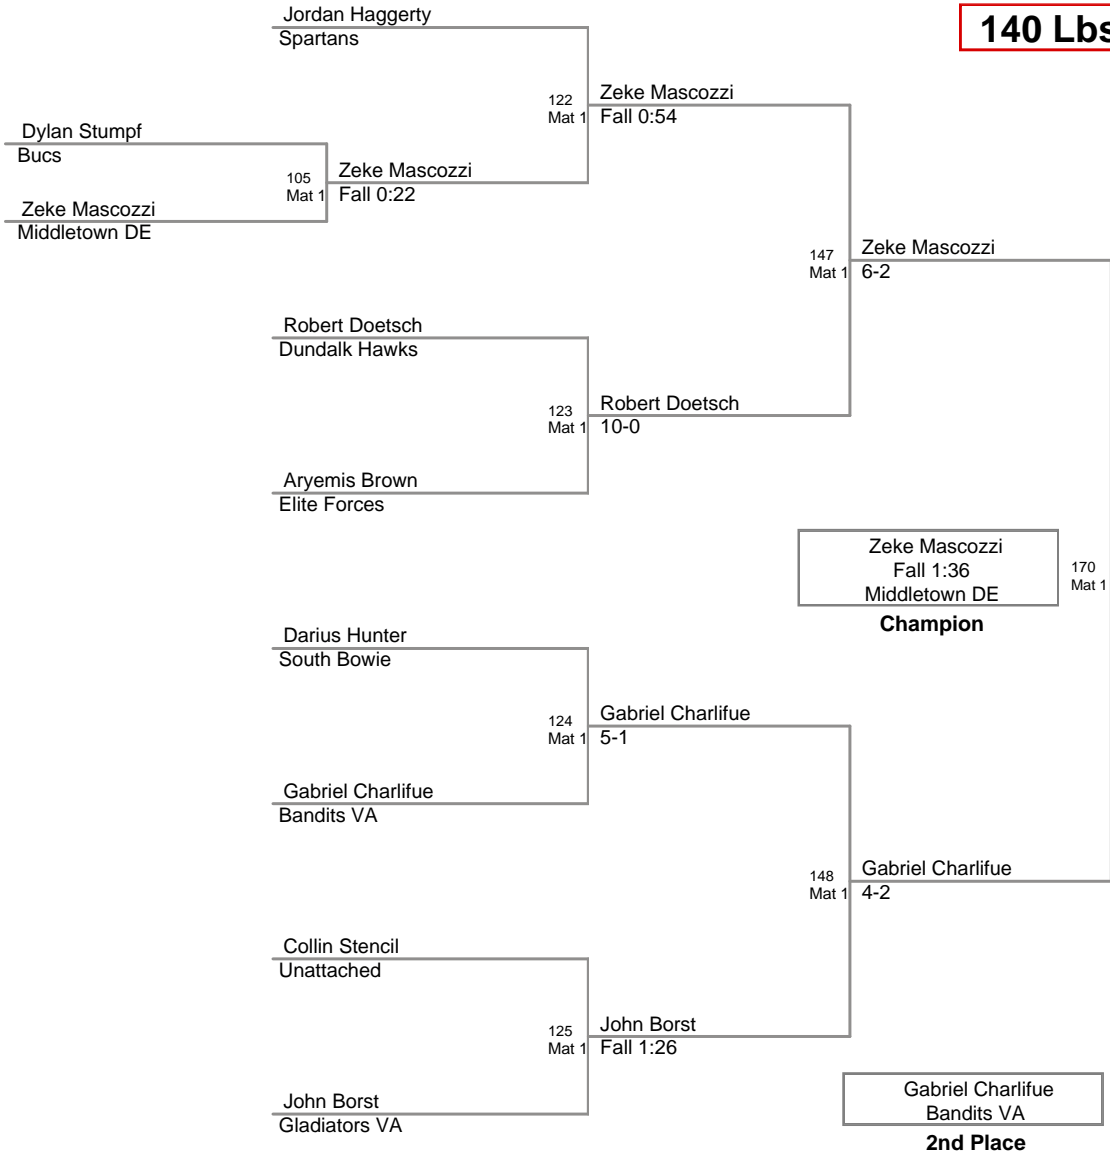 140 Lbs
Jordan Haggerty
Spartans
122
Mat 1
Zeke Mascozzi
Fall 0:54
Dylan Stumpf
Bucs
105
Mat 1
Zeke Mascozzi
Fall 0:22
Zeke Mascozzi
Middletown DE
147
Mat 1
Zeke Mascozzi
6-2
Robert Doetsch
Dundalk Hawks
123
Mat 1
Robert Doetsch
10-0
Aryemis Brown
Elite Forces
Zeke Mascozzi
Fall 1:36
Middletown DE
Champion
170
Mat 1
Darius Hunter
South Bowie
124
Mat 1
Gabriel Charlifue
5-1
Gabriel Charlifue
Bandits VA
148
Mat 1
Gabriel Charlifue
4-2
Collin Stencil
Unattached
125
Mat 1
John Borst
Fall 1:26
John Borst
Gladiators VA
Gabriel Charlifue
Bandits VA
2nd Place